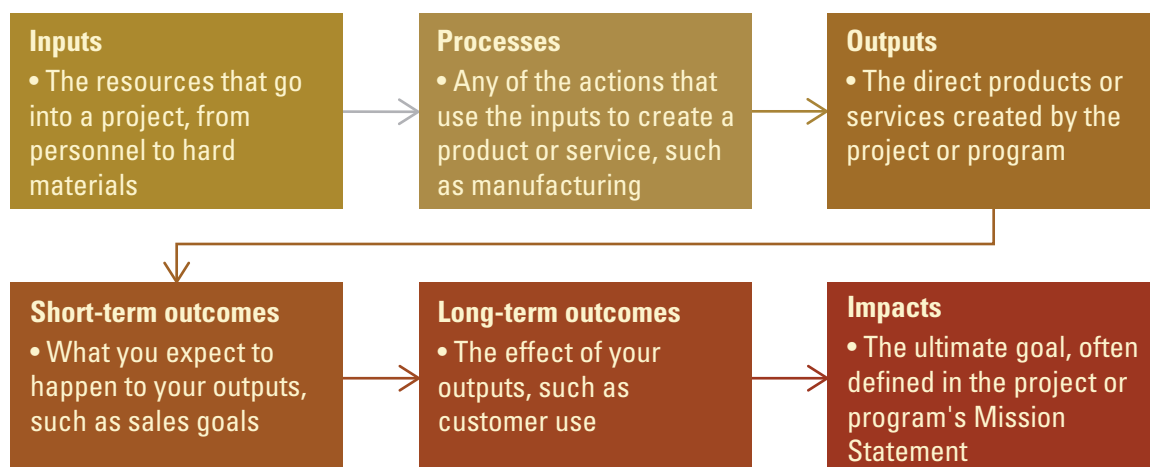 Inputs
• The resources that go
into a project, from
personnel to hard
materials
Processes
• Any of the actions that
use the inputs to create a
product or service, such
as manufacturing
Outputs
• The direct products or
services created by the
project or program
Short-term outcomes
• What you expect to
happen to your outputs,
such as sales goals
Long-term outcomes
• The effect of your
outputs, such as
customer use
Impacts
• The ultimate goal, often
defined in the project or
program's Mission
Statement